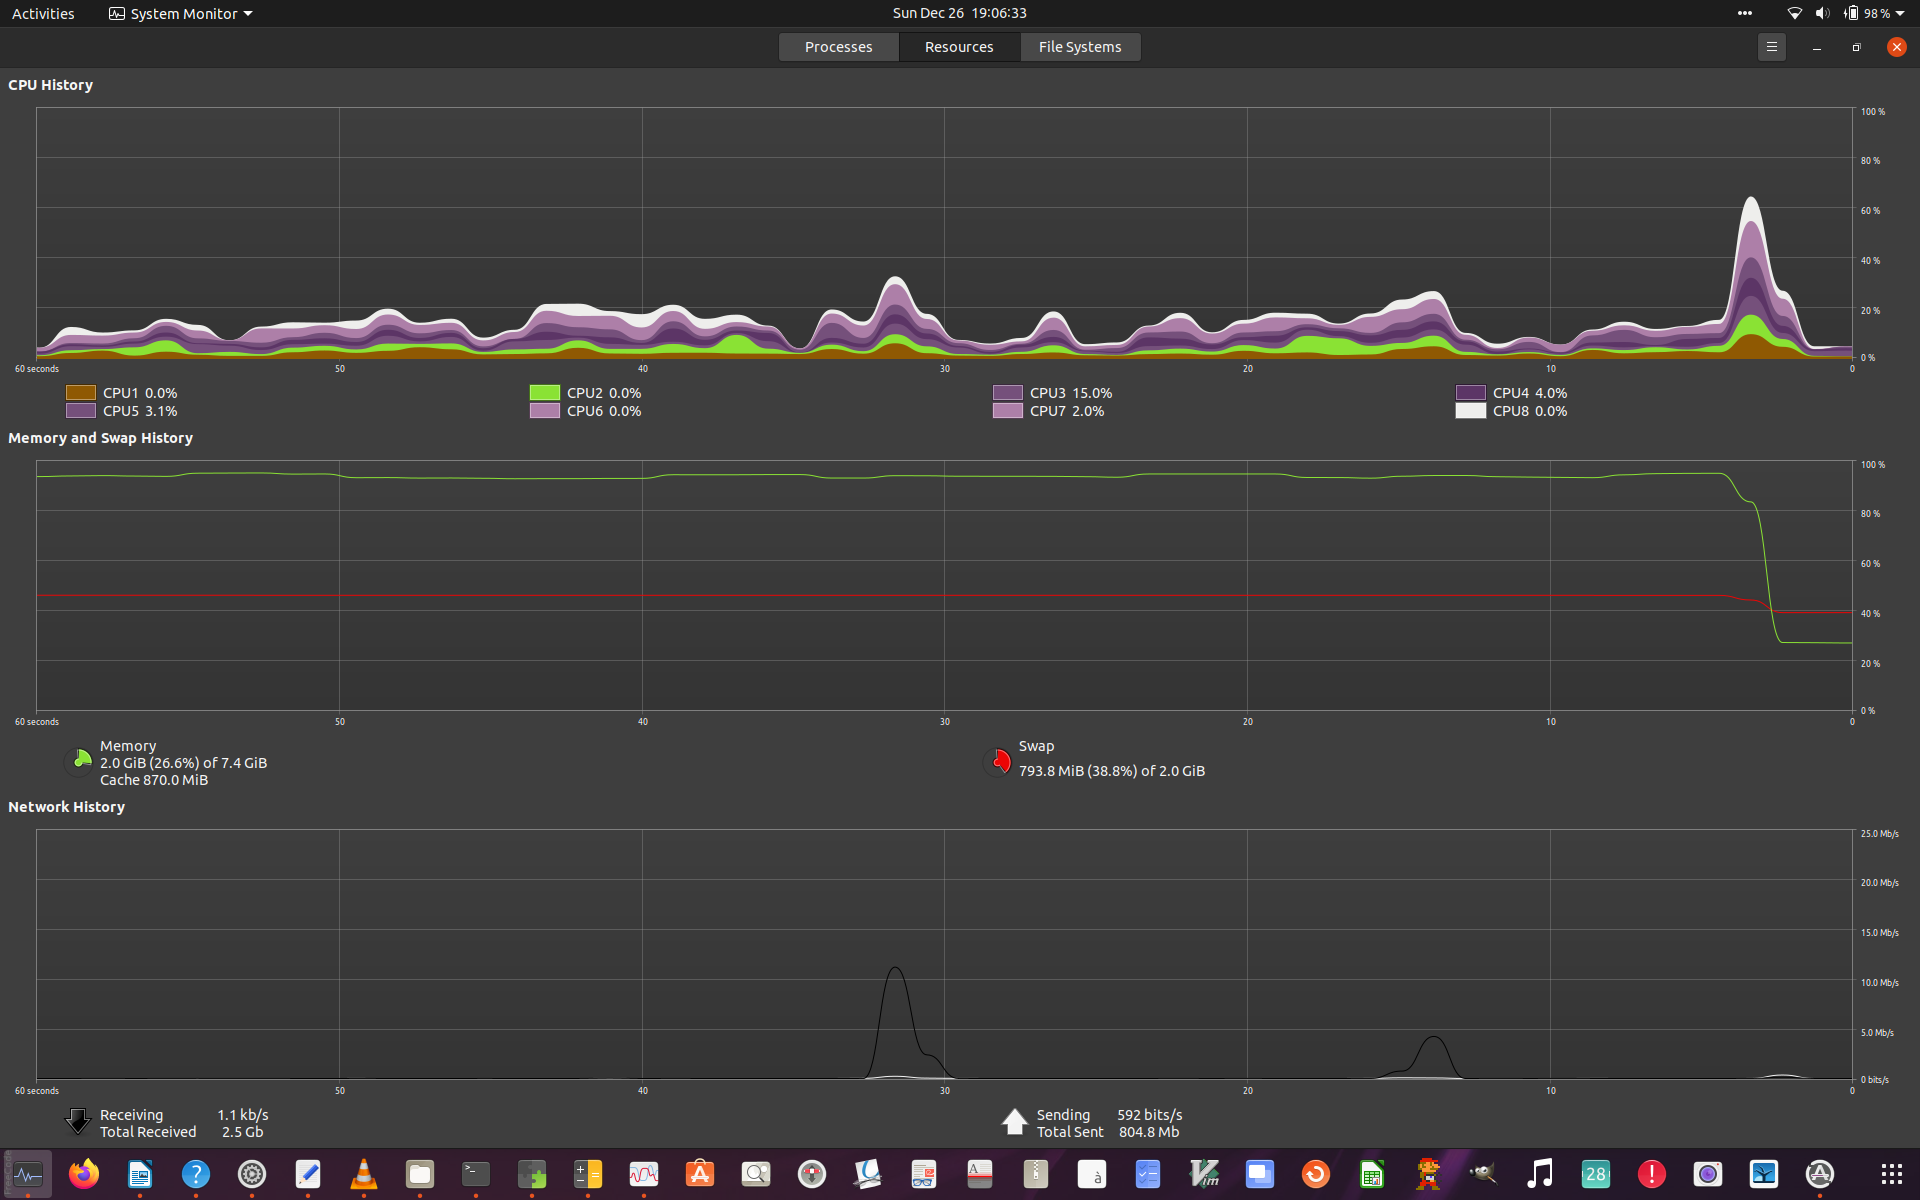 Activities System Monitor Sun Dec 26 19:06:33 98 %
Processes Resources File Systems
CPU History
100 %
80 %
60 %
40 %
20 %
0 %
60 seconds 50 40 30 20 10 0
CPU1 0.0% CPU2 0.0% CPU3 15.0% CPU4 4.0%
CPU5 3.1% CPU6 0.0% CPU7 2.0% CPU8 0.0%
Memory and Swap History
100 %
80 %
60 %
40 %
20 %
0 %
60 seconds 50 40 30 20 10 0
Memory
2.0 GiB (26.6%) of 7.4 GiB
Cache 870.0 MiB
Swap
793.8 MiB (38.8%) of 2.0 GiB
Network History
25.0 Mb/s
20.0 Mb/s
15.0 Mb/s
10.0 Mb/s
5.0 Mb/s
0 bits/s
60 seconds 50 40 30 20 10 0
Receiving 1.1 kb/s Sending 592 bits/s
Total Received 2.5 Gb Total Sent 804.8 Mb
28